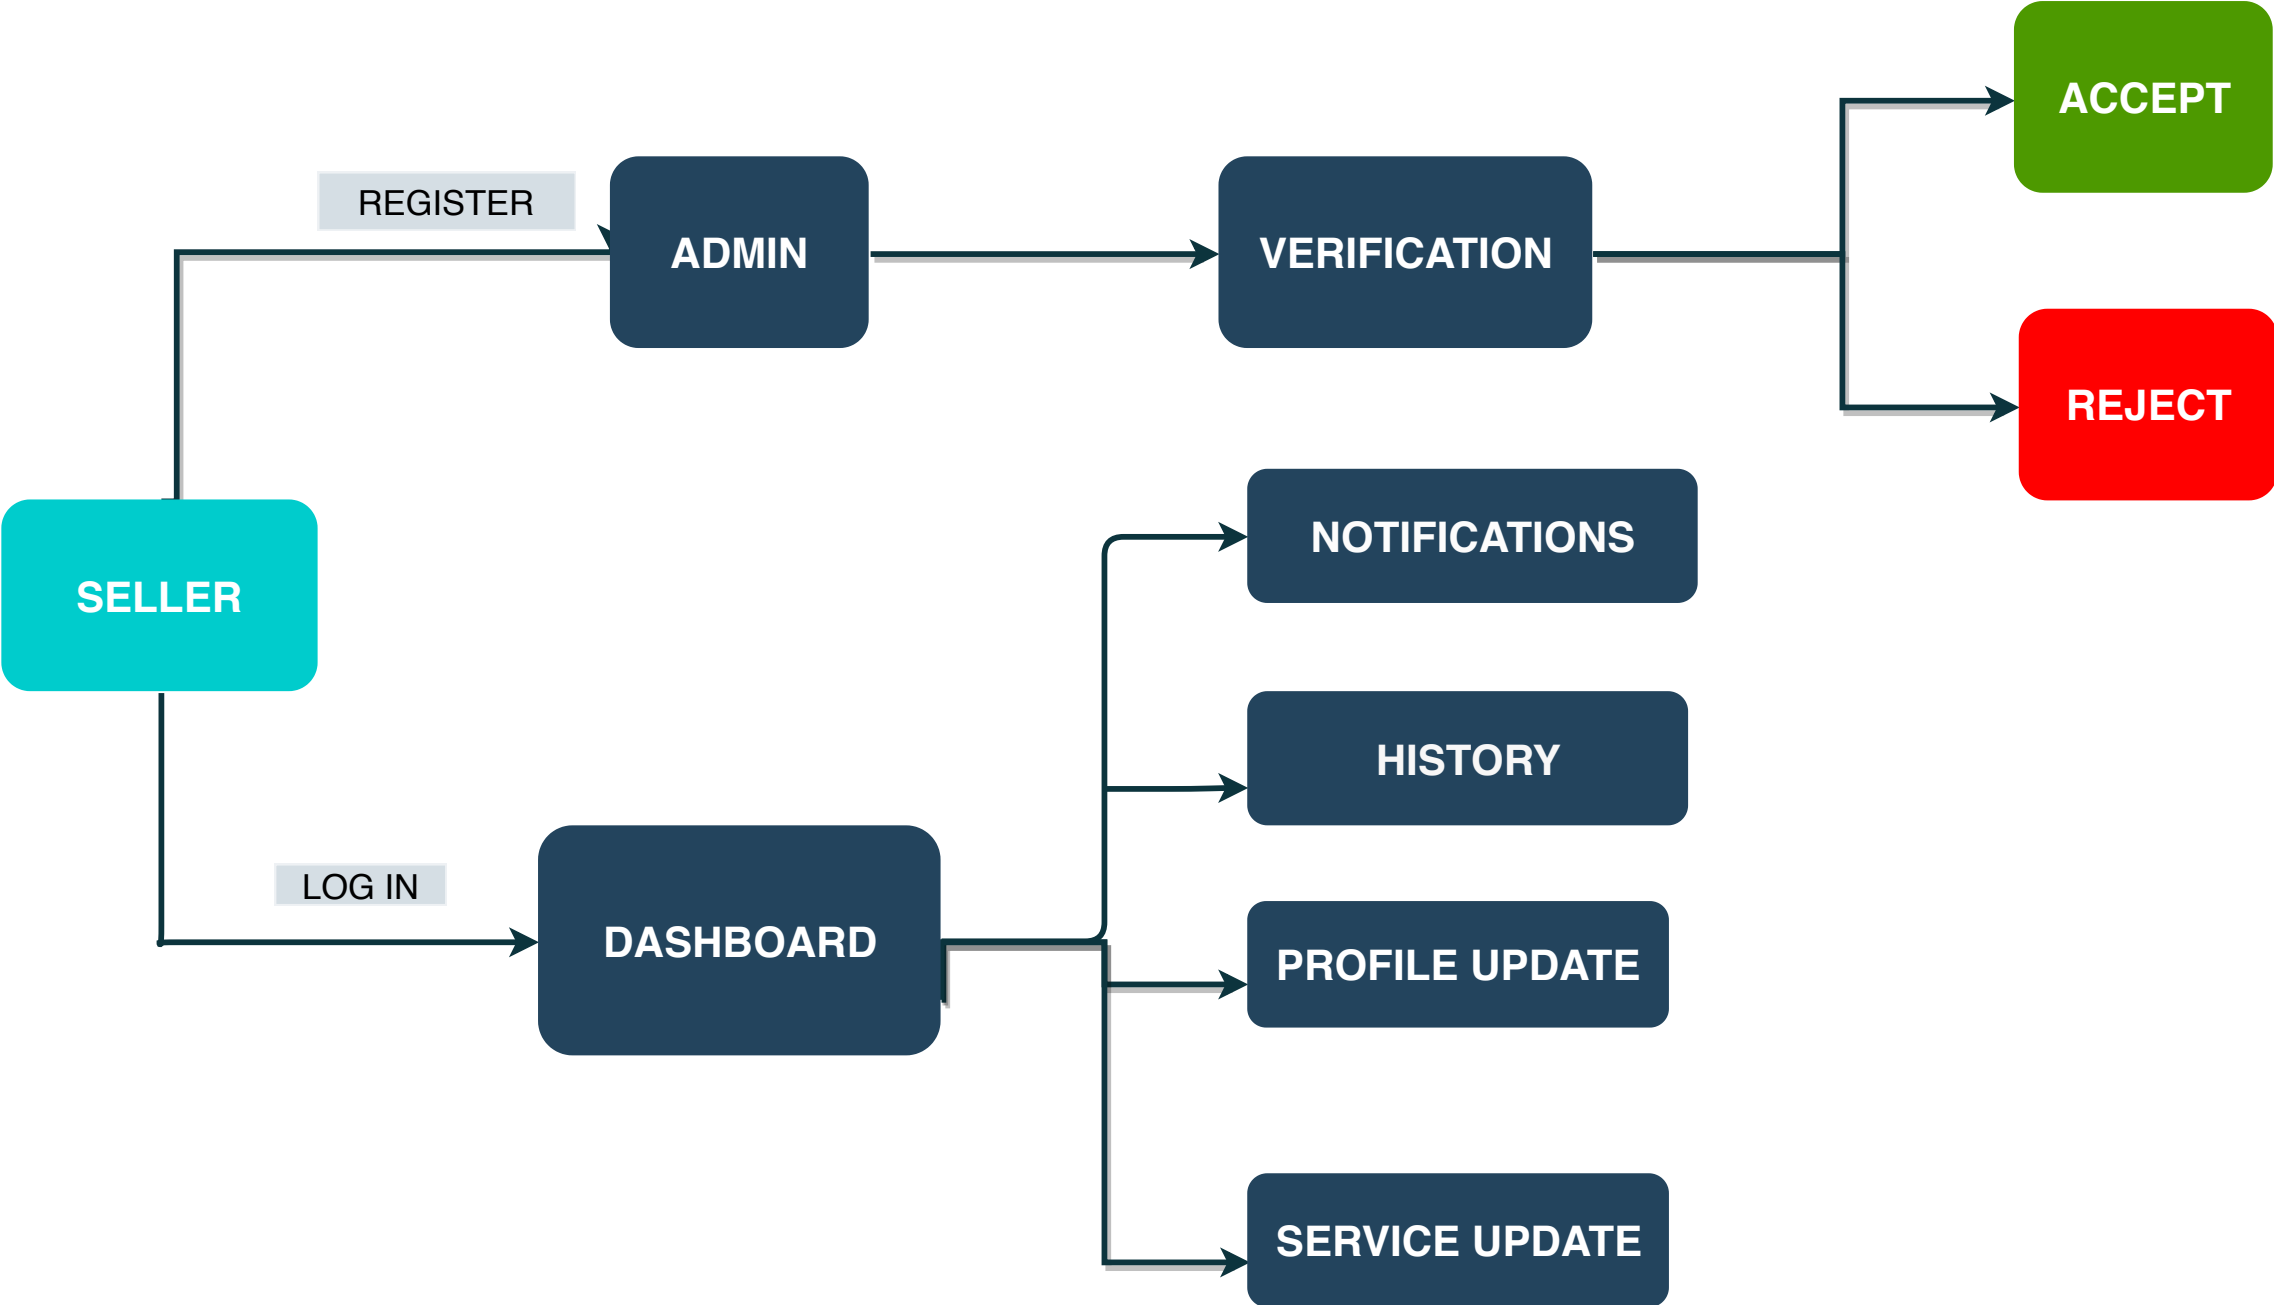 ACCEPT
REGISTER
ADMIN
VERIFICATION
REJECT
NOTIFICATIONS
SELLER
HISTORY
LOG IN
DASHBOARD
PROFILE UPDATE
SERVICE UPDATE